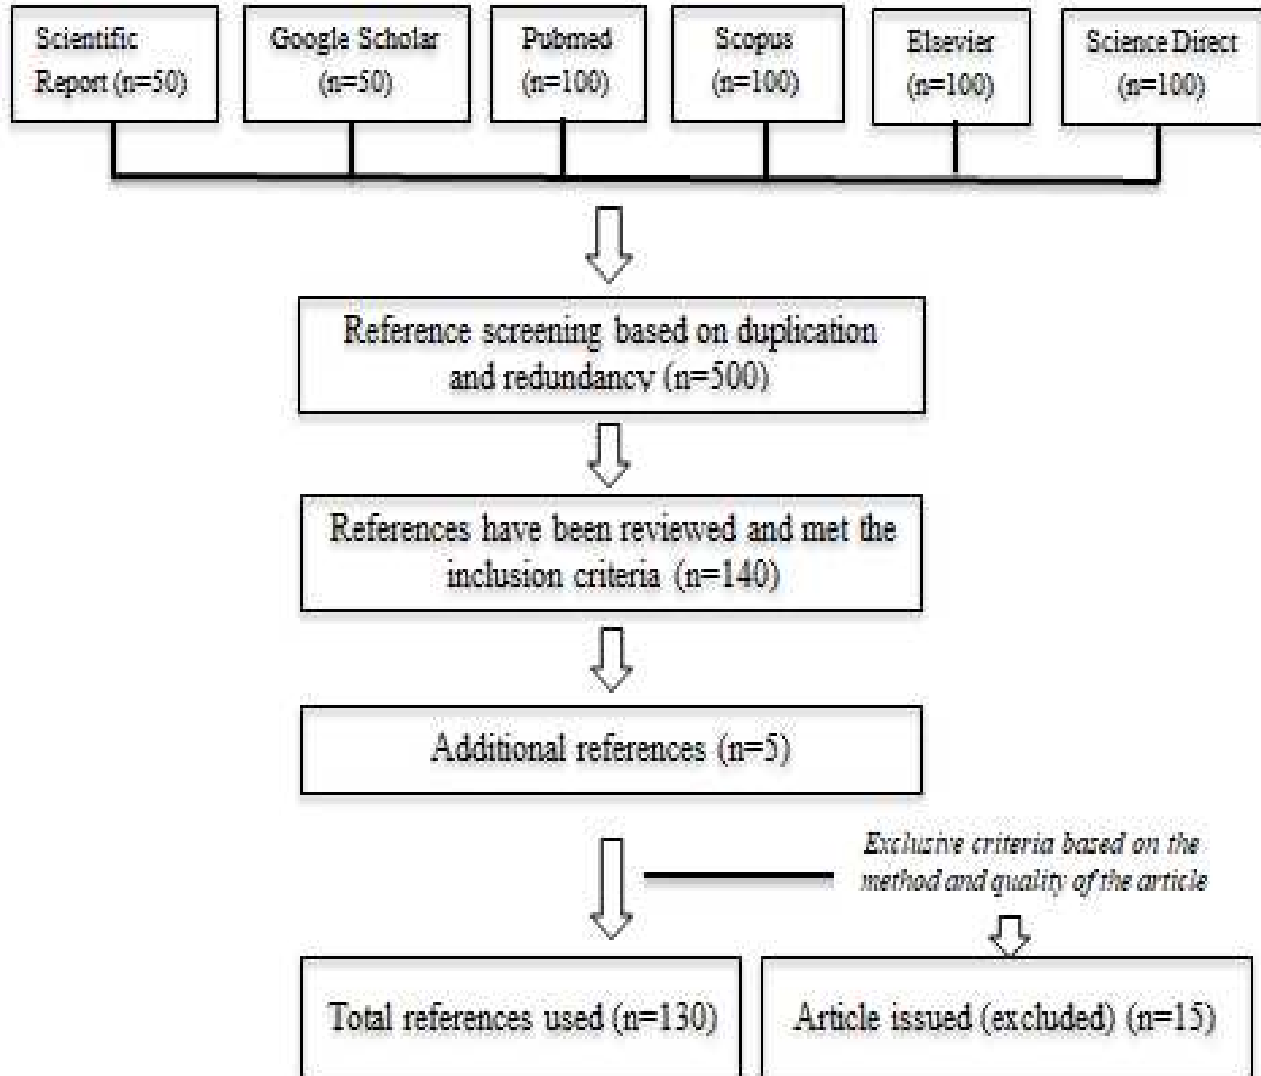 Scientific
Report (n=50)
Google Scholar
(n=50)
Pubmed
(n=100)
Scopus
(n=100)
Elsevier
(n=100)
Science Direct
(n=100)
Reference screening based on duplication
and redundancy (n=500)
References have been reviewed and met the
inclusion criteria (n=140)
Additional references (n=5)
Exclusive criteria based on the
method and quality of the article
Total references used (n=130)
Article issued (excluded) (n=15)